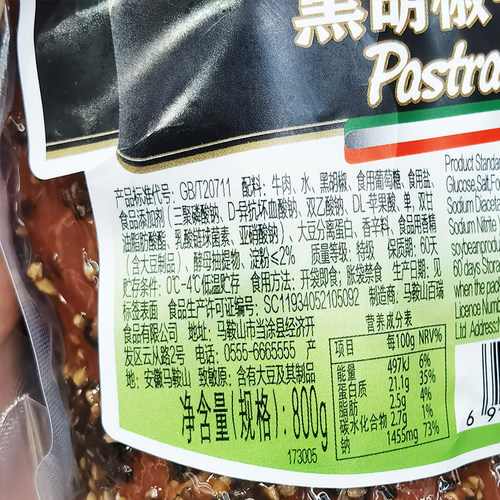 黑胡椒
Pastra
产品标准代号：GB/T20711 配料：牛肉、水、黑胡椒、食用葡萄糖、食用盐、
食品添加剂（三聚磷酸钠、D-异抗坏血酸钠、双乙酸钠、DL-苹果酸、单，双甘
油脂肪酸酯、乳酸链球菌素、亚硝酸钠）、大豆分离蛋白、香辛料、食品用香精
（含大豆制品）、酵母抽提物、淀粉≤2% 质量等级：特级 保质期：60天
贮存条件：0℃-4℃低温贮存 食用方法：开袋即食；胀袋禁食 生产日期：见
标签表面 食品生产许可证编号：SC11934052105092 制造商：马鞍山百瑞
食品有限公司 地址：马鞍山市当涂县经济开
发区云从路2号 电话：0555-6665555 产
地：安徽马鞍山 致敏原：含有大豆及其制品
净含量(规格)：800g
173005
营养成分表
项目 每100g NRV%
能量 497kJ 6%
蛋白质 21.1g 35%
脂肪 2.5g 4%
碳水化合物 2.7g 1%
钠 1455mg 73%
Product Standar
Glucose,Salt,Fo
Sodium Diaceta
Sodium Nitrite
soybeanprote
60 days Stora
when the pack
Licence Numb
Ltd Address
6 9